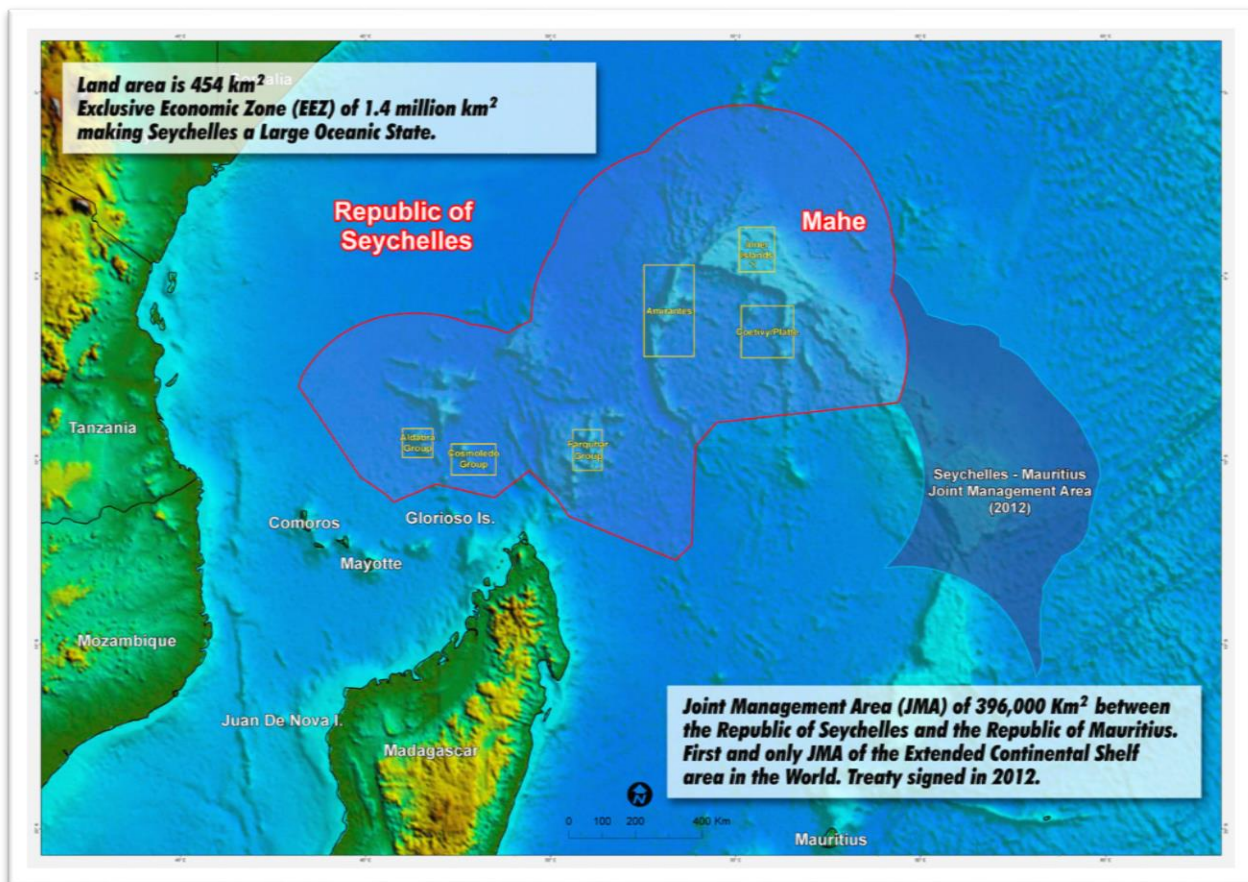 Land area is 454 km²
Exclusive Economic Zone (EEZ) of 1.4 million km²
making Seychelles a Large Oceanic State.
Republic of
Seychelles
Mahe
Inner
Islands
Amirantes
Coetivy/Platte
Tanzania
Aldabra
Group
Cosmoledo
Group
Farquhar
Group
Seychelles - Mauritius
Joint Management Area
(2012)
Comoros
Glorioso Is.
Mayotte
Mozambique
Juan De Nova I.
Madagascar
Joint Management Area (JMA) of 396,000 Km² between
the Republic of Seychelles and the Republic of Mauritius.
First and only JMA of the Extended Continental Shelf
area in the World. Treaty signed in 2012.
N
0 100 200 400 Km
Mauritius